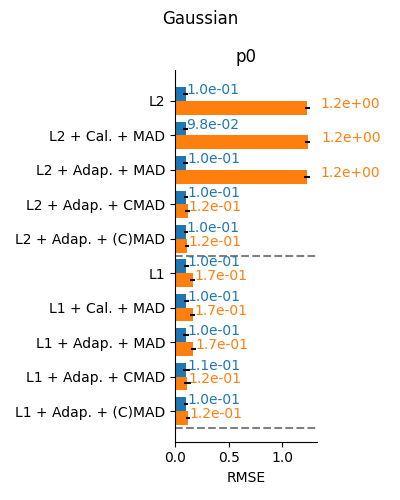 Gaussian
p0
L2
1.0e-01
1.2e+00
L2 + Cal. + MAD
9.8e-02
1.2e+00
L2 + Adap. + MAD
1.0e-01
1.2e+00
L2 + Adap. + CMAD
1.0e-01
1.2e-01
L2 + Adap. + (C)MAD
1.0e-01
1.2e-01
L1
1.0e-01
1.7e-01
L1 + Cal. + MAD
1.0e-01
1.7e-01
L1 + Adap. + MAD
1.0e-01
1.7e-01
L1 + Adap. + CMAD
1.1e-01
1.2e-01
L1 + Adap. + (C)MAD
1.0e-01
1.2e-01
0.0 0.5 1.0
RMSE